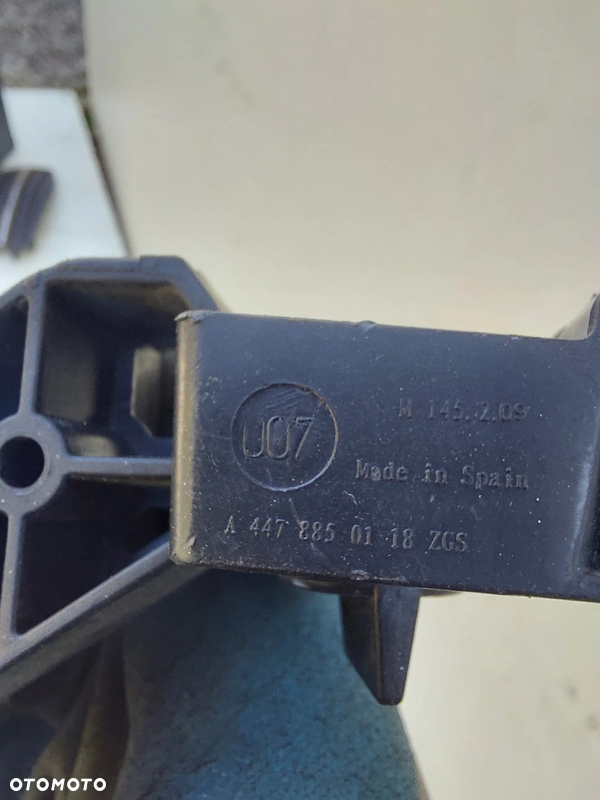 M 145.2.09
007
Made in Spain
A 447 885 01 18 ZGS
OTOMOTO